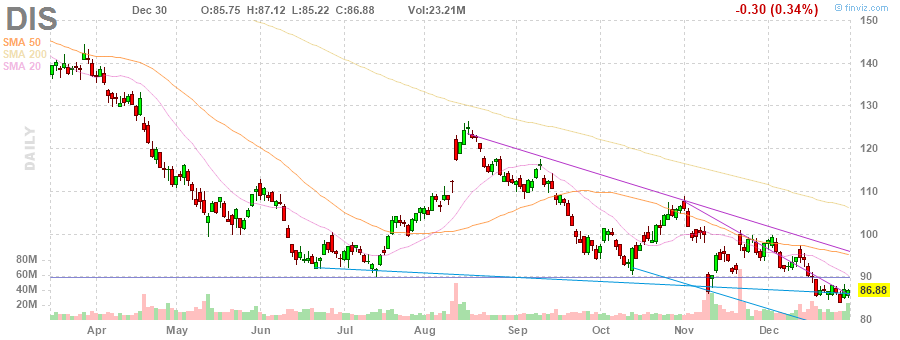 DIS Dec 30 O:85.75 H:87.12 L:85.22 C:86.88 Vol:23.21M -0.30 (0.34%) © finviz.com
SMA 50
SMA 200
SMA 20
DAILY
150
140
130
120
110
100
90
86.88
80
80M
60M
40M
20M
Apr May Jun Jul Aug Sep Oct Nov Dec